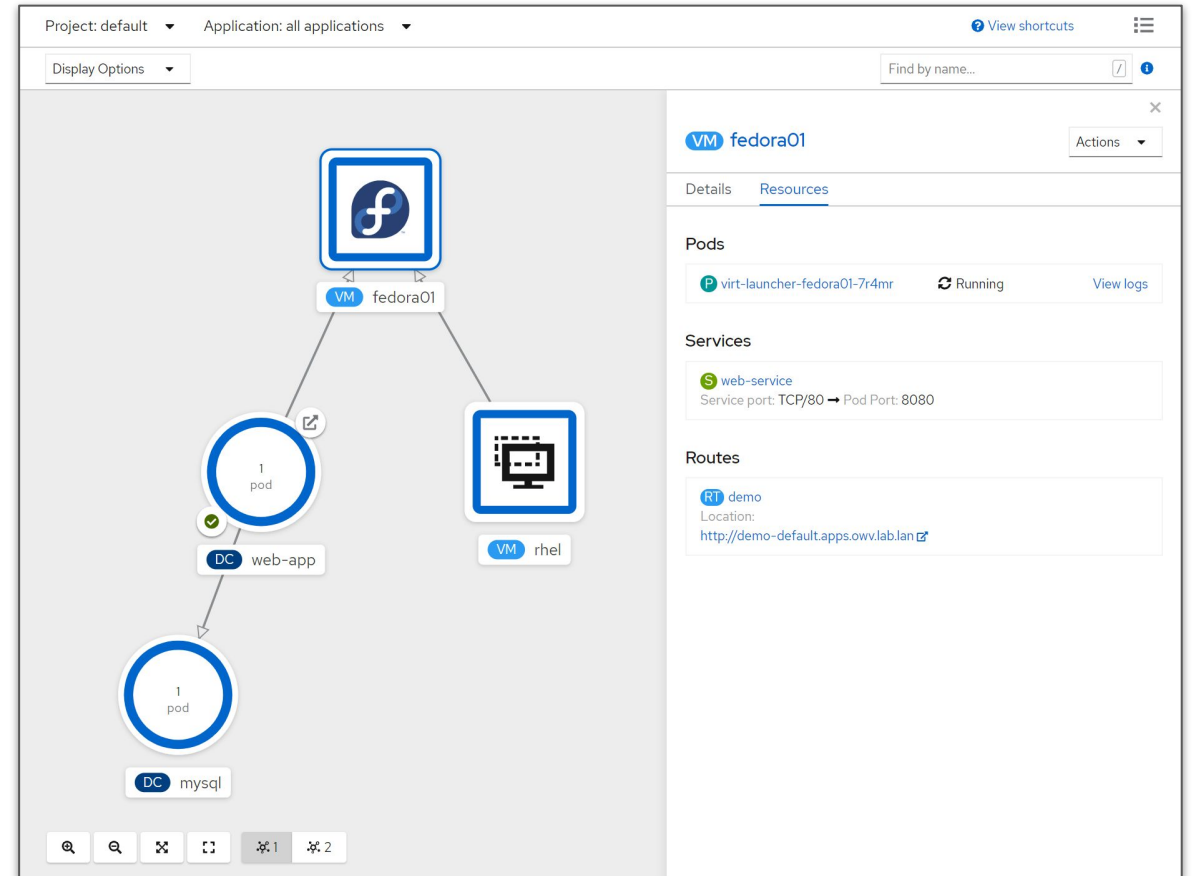 Project: default
Application: all applications
View shortcuts
Display Options
Find by name...
/
VM fedora01
Actions
Details
Resources
Pods
P virt-launcher-fedora01-7r4mr
Running
View logs
Services
S web-service
Service port: TCP/80 ➞ Pod Port: 8080
Routes
RT demo
Location:
http://demo-default.apps.owv.lab.lan
VM fedora01
1
pod
DC web-app
VM rhel
1
pod
DC mysql
1
2